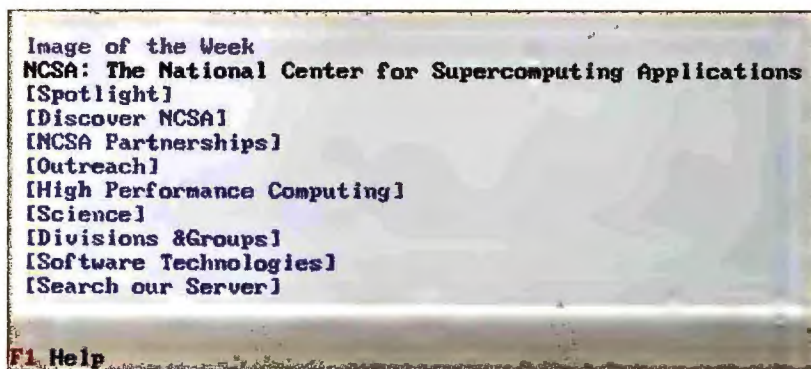 Image of the Week
NCSA: The National Center for Supercomputing Applications
[Spotlight]
[Discover NCSA]
[NCSA Partnerships]
[Outreach]
[High Performance Computing]
[Science]
[Divisions &Groups]
[Software Technologies]
[Search our Server]
F1 Help